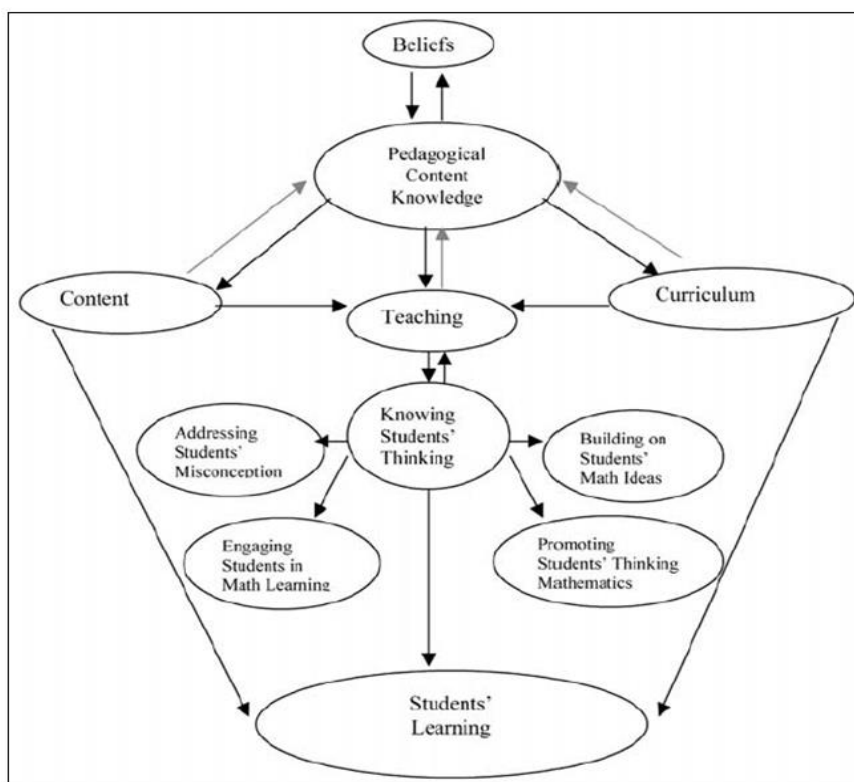 Beliefs
Pedagogical
Content
Knowledge
Content
Curriculum
Teaching
Knowing
Students'
Thinking
Addressing
Students'
Misconception
Building on
Students'
Math Ideas
Engaging
Students in
Math Learning
Promoting
Students' Thinking
Mathematics
Students'
Learning